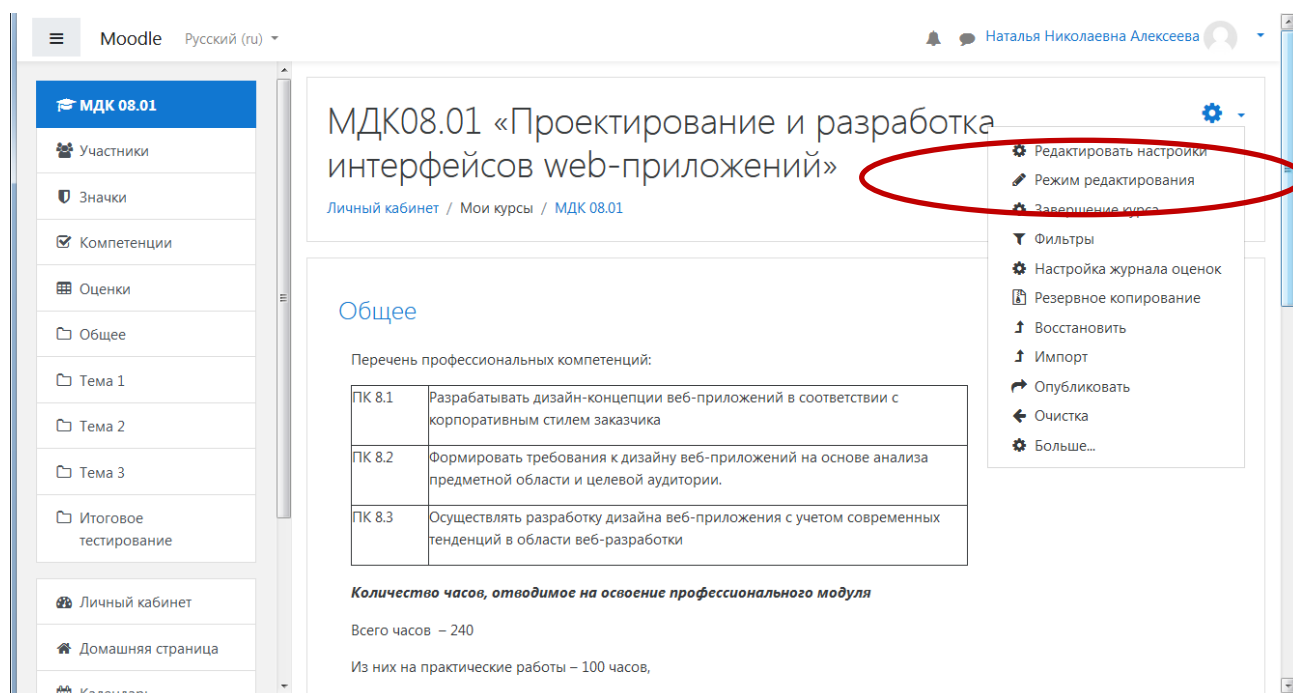 Moodle Русский (ru)
Наталья Николаевна Алексеева
МДК 08.01
Участники
Значки
Компетенции
Оценки
Общее
Тема 1
Тема 2
Тема 3
Итоговое
тестирование
Личный кабинет
Домашняя страница
Календарь
МДК08.01 «Проектирование и разработка
интерфейсов web-приложений»
Личный кабинет / Мои курсы / МДК 08.01
Редактировать настройки
Режим редактирования
Завершение курса
Фильтры
Настройка журнала оценок
Резервное копирование
Восстановить
Импорт
Опубликовать
Очистка
Больше...
Общее
Перечень профессиональных компетенций:
ПК 8.1 Разрабатывать дизайн-концепции веб-приложений в соответствии с
корпоративным стилем заказчика
ПК 8.2 Формировать требования к дизайну веб-приложений на основе анализа
предметной области и целевой аудитории.
ПК 8.3 Осуществлять разработку дизайна веб-приложения с учетом современных
тенденций в области веб-разработки
Количество часов, отводимое на освоение профессионального модуля
Всего часов – 240
Из них на практические работы – 100 часов,